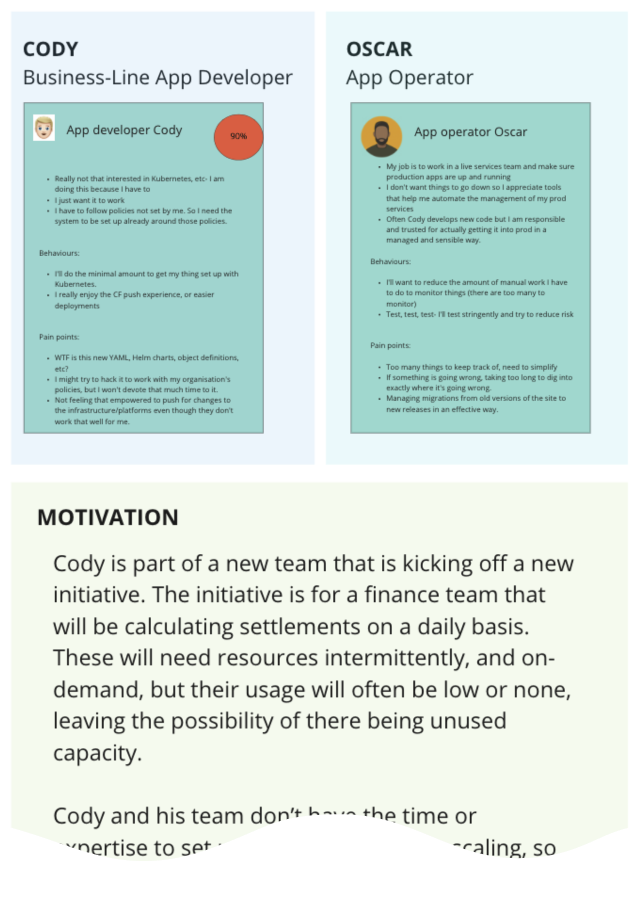 CODY
Business-Line App Developer
App developer Cody
90%
• Really not that interested in Kubernetes, etc- I am
doing this because I have to
• I just want it to work
• I have to follow policies not set by me. So I need the
system to be set up already around those policies.
Behaviours:
• I'll do the minimal amount to get my thing set up with
Kubernetes.
• I really enjoy the CF push experience, or easier
deployments
Pain points:
• WTF is this new YAML, Helm charts, object definitions,
etc?
• I might try to hack it to work with my organisation's
policies, but I won't devote that much time to it.
• Not feeling that empowered to push for changes to
the infrastructure/platforms even though they don't
work that well for me.
OSCAR
App Operator
App operator Oscar
• My job is to work in a live services team and make sure
production apps are up and running
• I don't want things to go down so I appreciate tools
that help me automate the management of my prod
services
• Often Cody develops new code but I am responsible
and trusted for actually getting it into prod in a
managed and sensible way.
Behaviours:
• I'll want to reduce the amount of manual work I have
to do to monitor things (there are too many to
monitor)
• Test, test, test- I'll test stringently and try to reduce risk
Pain points:
• Too many things to keep track of, need to simplify
• If something is going wrong, taking too long to dig into
exactly where it's going wrong.
• Managing migrations from old versions of the site to
new releases in an effective way.
MOTIVATION
Cody is part of a new team that is kicking off a new
initiative. The initiative is for a finance team that
will be calculating settlements on a daily basis.
These will need resources intermittently, and on-
demand, but their usage will often be low or none,
leaving the possibility of there being unused
capacity.
Cody and his team don't have the time or
expertise to set scaling, so